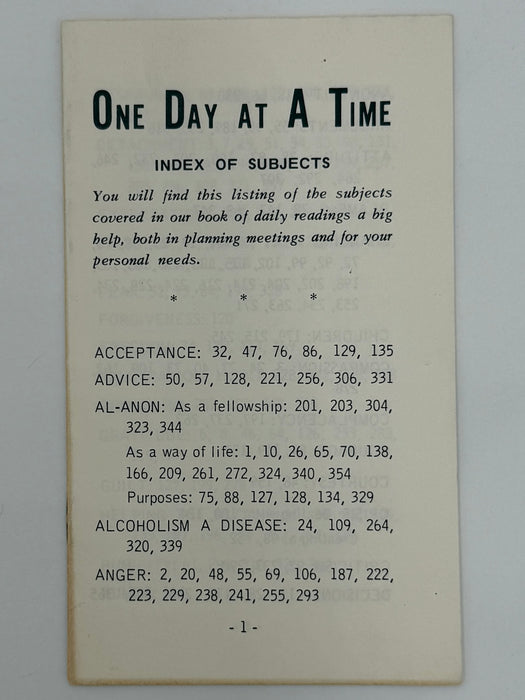 ONE DAY AT A TIME
INDEX OF SUBJECTS
You will find this listing of the subjects
covered in our book of daily readings a big
help, both in planning meetings and for your
personal needs.
* * *
ACCEPTANCE: 32, 47, 76, 86, 129, 135
ADVICE: 50, 57, 128, 221, 256, 306, 331
AL-ANON: As a fellowship: 201, 203, 304,
323, 344
As a way of life: 1, 10, 26, 65, 70, 138,
166, 209, 261, 272, 324, 340, 354
Purposes: 75, 88, 127, 128, 134, 329
ALCOHOLISM A DISEASE: 24, 109, 264,
320, 339
ANGER: 2, 20, 48, 55, 69, 106, 187, 222,
223, 229, 238, 241, 255, 293
- 1 -